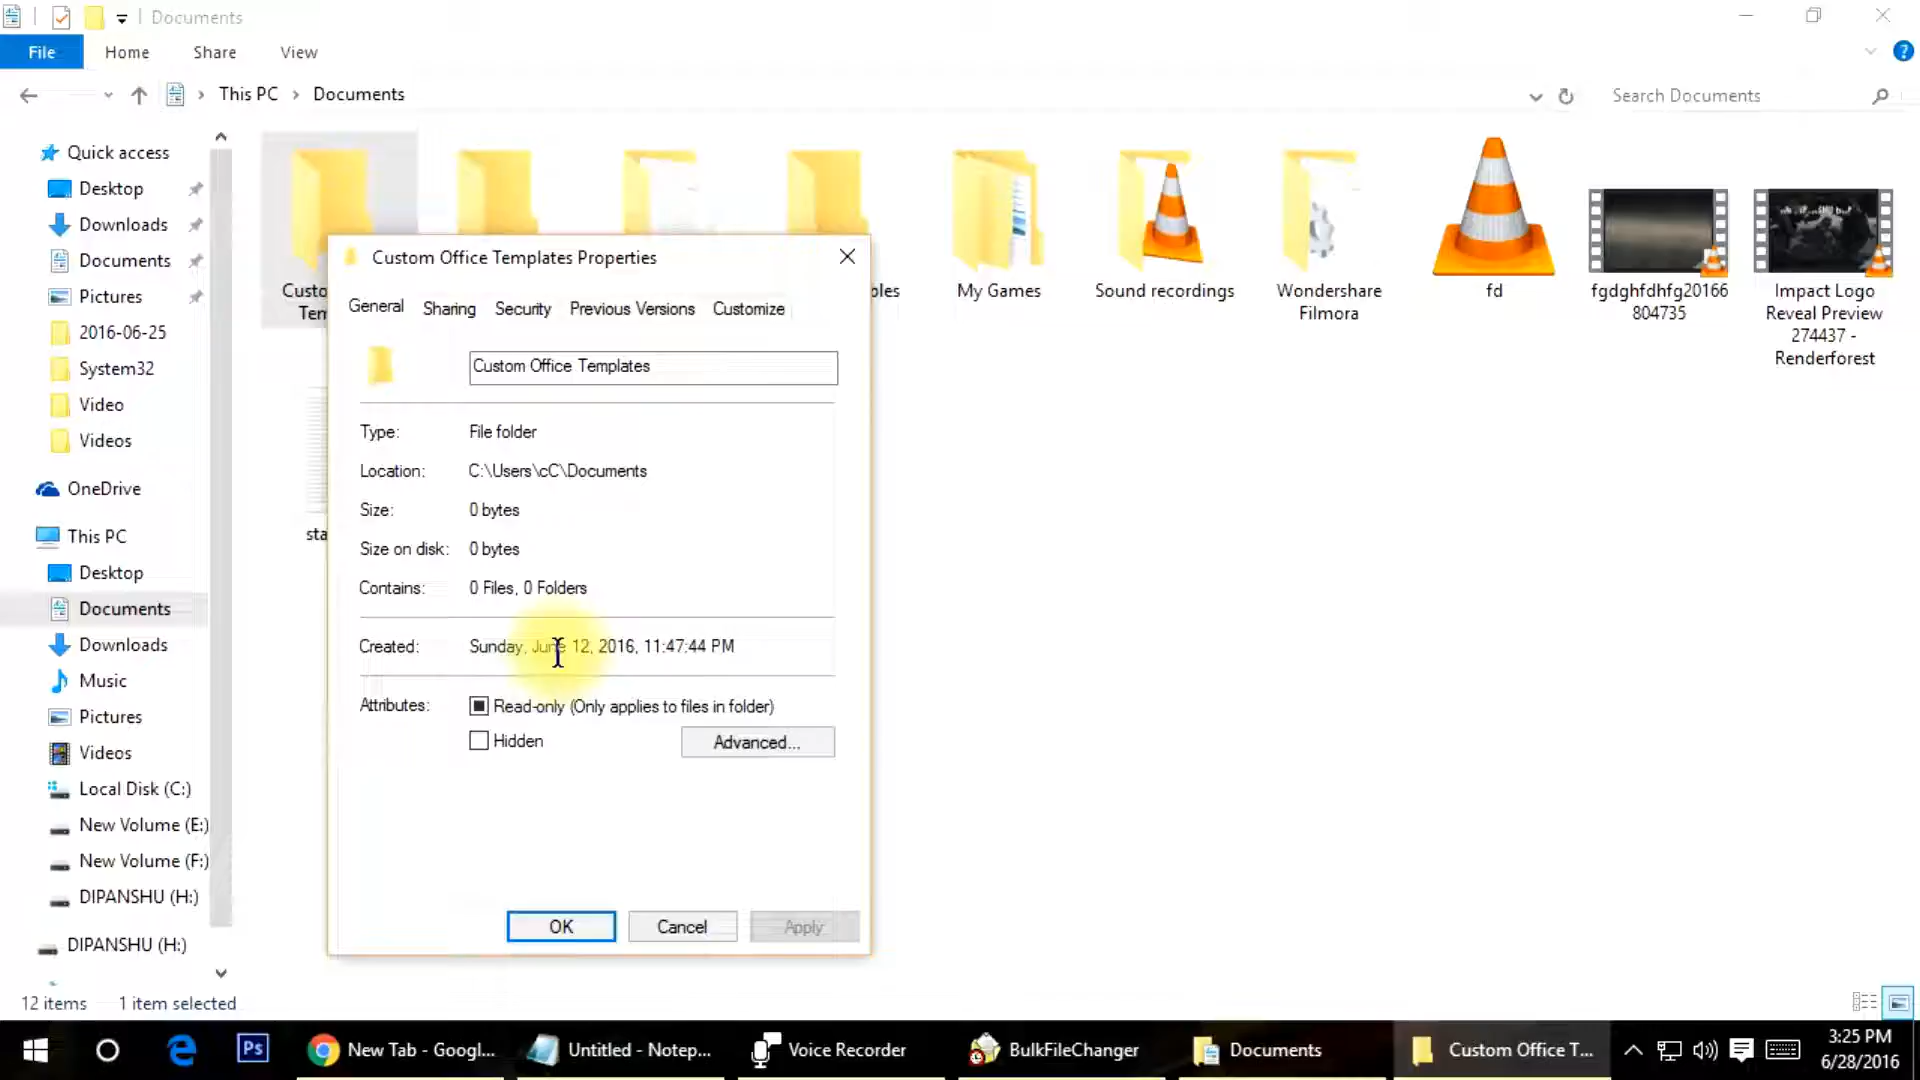 Documents
File Home Share View
This PC > Documents
Search Documents
Quick access
Desktop
Downloads
Documents
Pictures
2016-06-25
System32
Video
Videos
OneDrive
This PC
Desktop
Documents
Downloads
Music
Pictures
Videos
Local Disk (C:)
New Volume (E:)
New Volume (F:)
DIPANSHU (H:)
DIPANSHU (H:)
My Games
Sound recordings
Wondershare
Filmora
fd
fgdghfdhfg20166
804735
Impact Logo
Reveal Preview
274437 -
Renderforest
Custom Office Templates Properties
General Sharing Security Previous Versions Customize
Custom Office Templates
Type: File folder
Location: C:\Users\cC\Documents
Size: 0 bytes
Size on disk: 0 bytes
Contains: 0 Files, 0 Folders
Created: Sunday, June 12, 2016, 11:47:44 PM
Attributes: Read-only (Only applies to files in folder)
Hidden Advanced...
OK Cancel Apply
12 items 1 item selected
Ps New Tab - Googl... Untitled - Notep... Voice Recorder BulkFileChanger Documents Custom Office T...
3:25 PM
6/28/2016